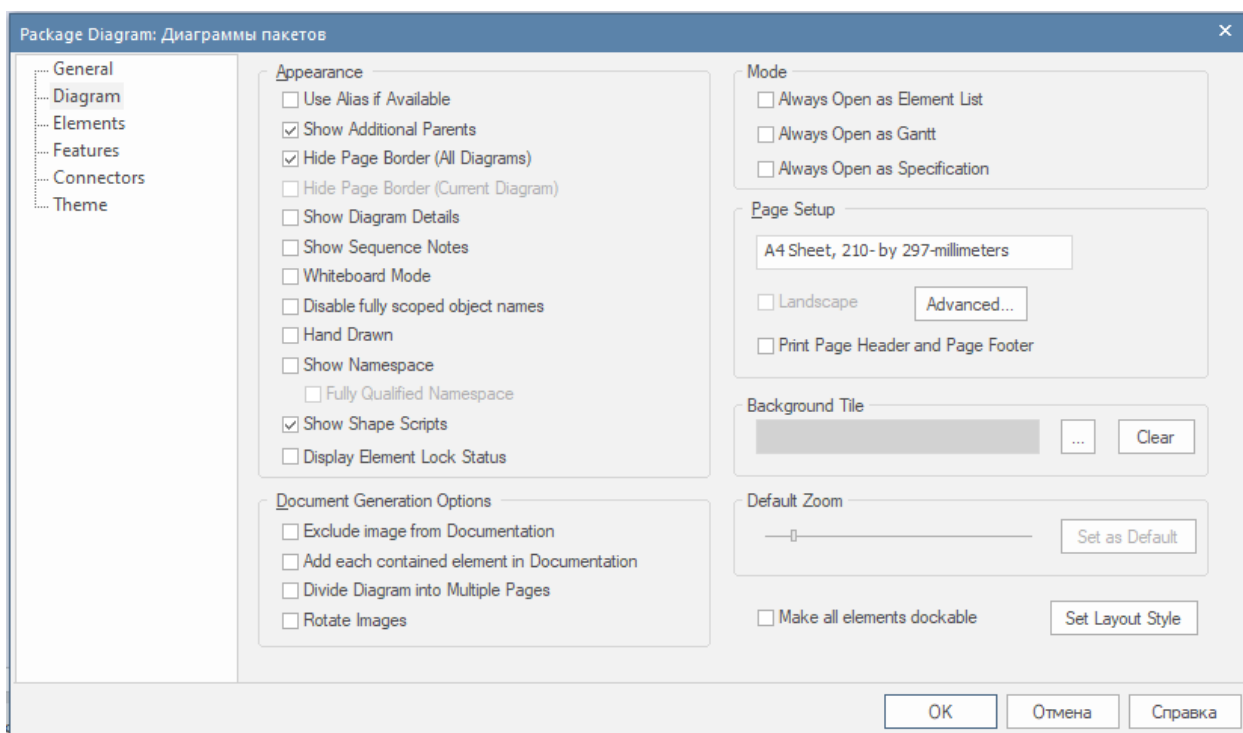 Package Diagram: Диаграммы пакетов
General
Diagram
Elements
Features
Connectors
Theme
Appearance
Use Alias if Available
Show Additional Parents
Hide Page Border (All Diagrams)
Hide Page Border (Current Diagram)
Show Diagram Details
Show Sequence Notes
Whiteboard Mode
Disable fully scoped object names
Hand Drawn
Show Namespace
Fully Qualified Namespace
Show Shape Scripts
Display Element Lock Status
Document Generation Options
Exclude image from Documentation
Add each contained element in Documentation
Divide Diagram into Multiple Pages
Rotate Images
Mode
Always Open as Element List
Always Open as Gantt
Always Open as Specification
Page Setup
A4 Sheet, 210- by 297-millimeters
Landscape
Advanced...
Print Page Header and Page Footer
Background Tile
...
Clear
Default Zoom
Set as Default
Make all elements dockable
Set Layout Style
OK
Отмена
Справка